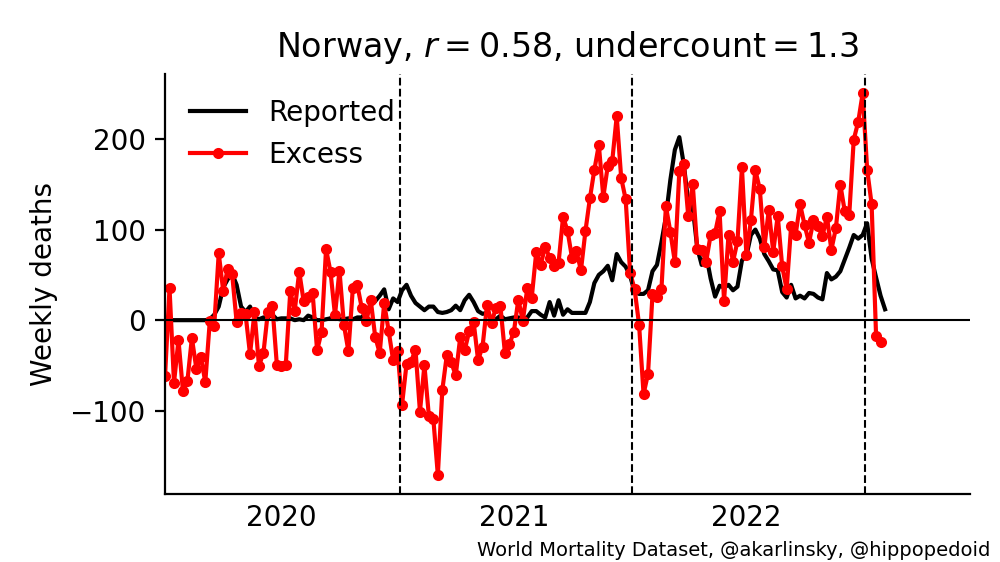 Norway, r = 0.58, undercount = 1.3
Reported
Excess
Weekly deaths
200
100
0
−100
2020
2021
2022
World Mortality Dataset, @akarlinsky, @hippopedoid